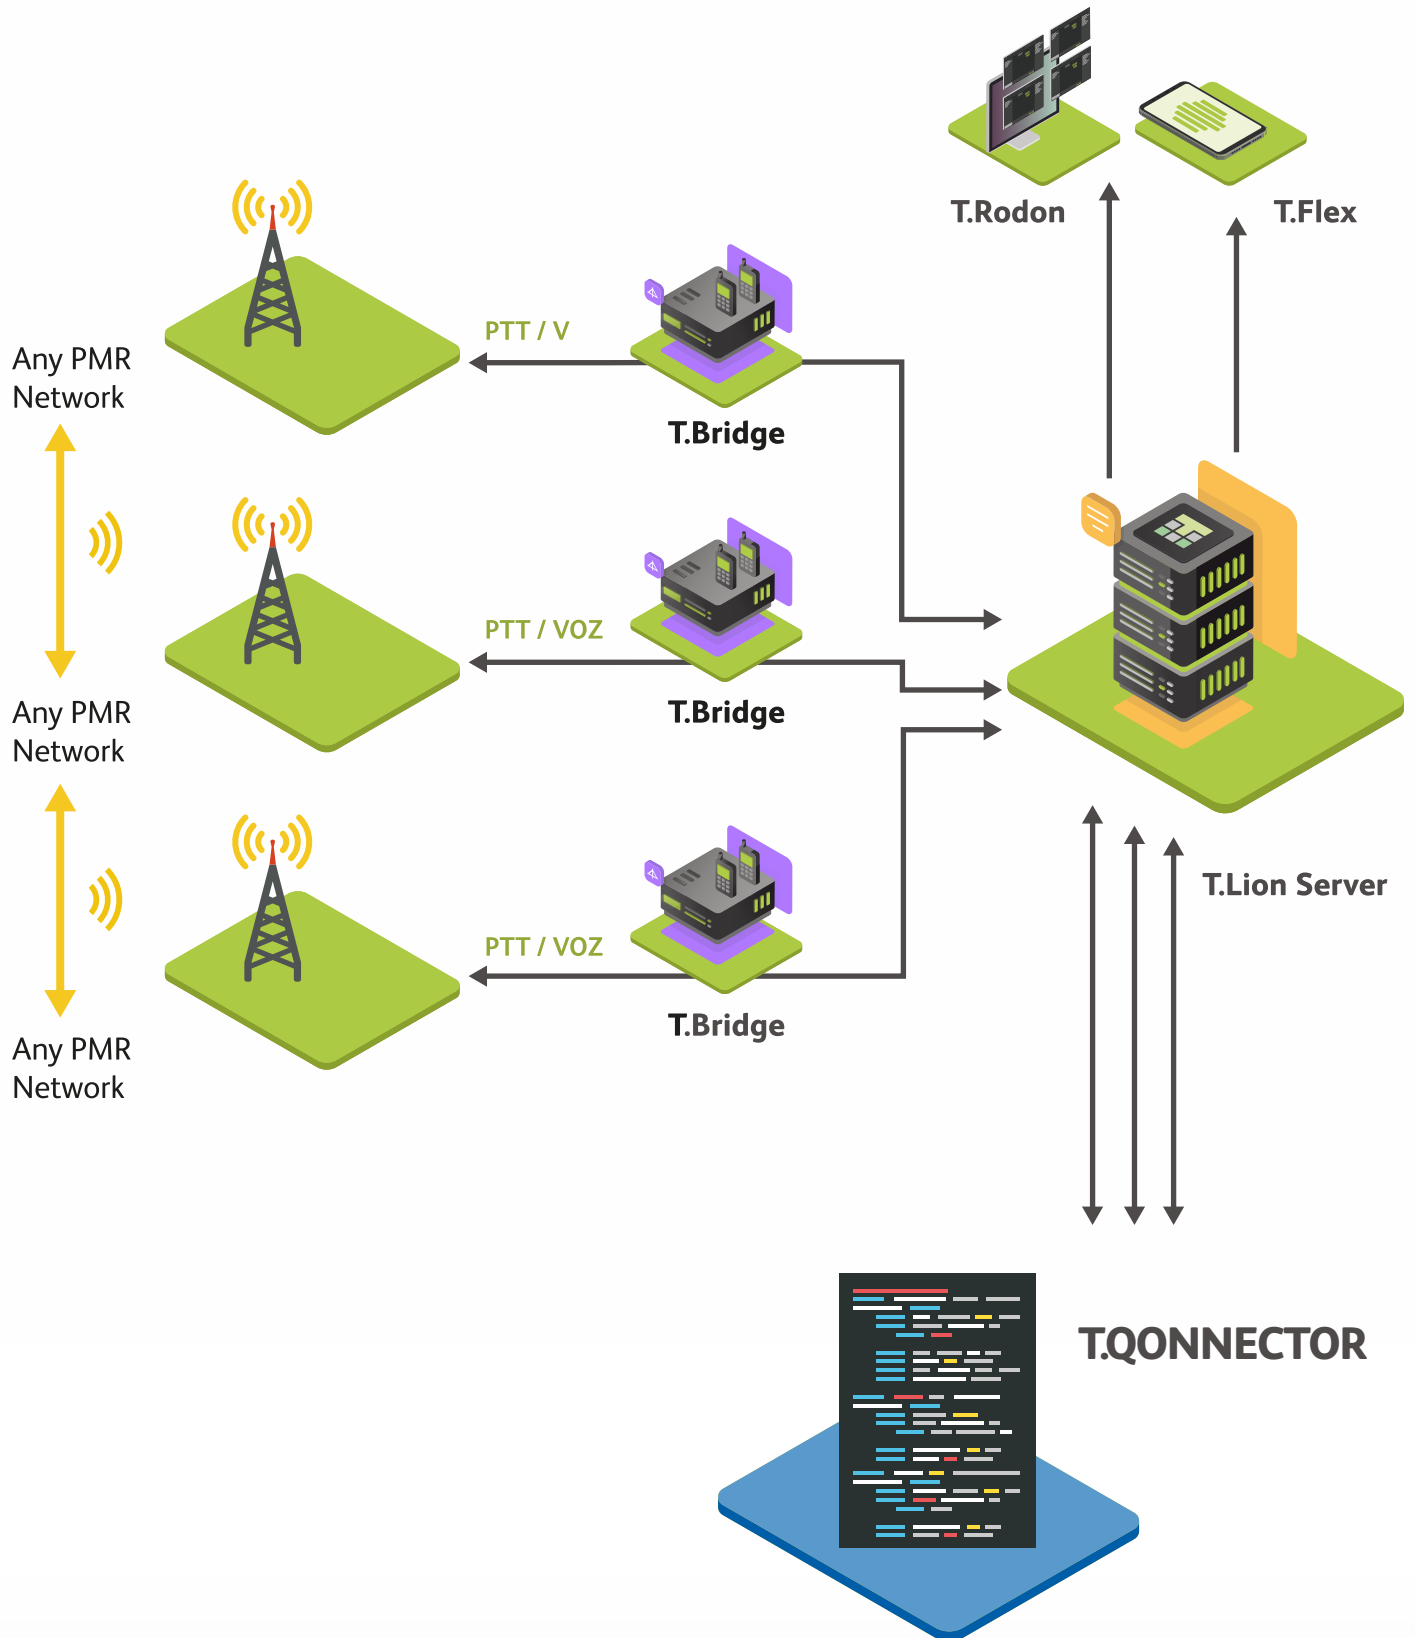 T.Rodon
T.Flex
PTT / V
Any PMR
Network
T.Bridge
PTT / VOZ
Any PMR
Network
T.Bridge
T.Lion Server
PTT / VOZ
T.Bridge
Any PMR
Network
T.QONNECTOR